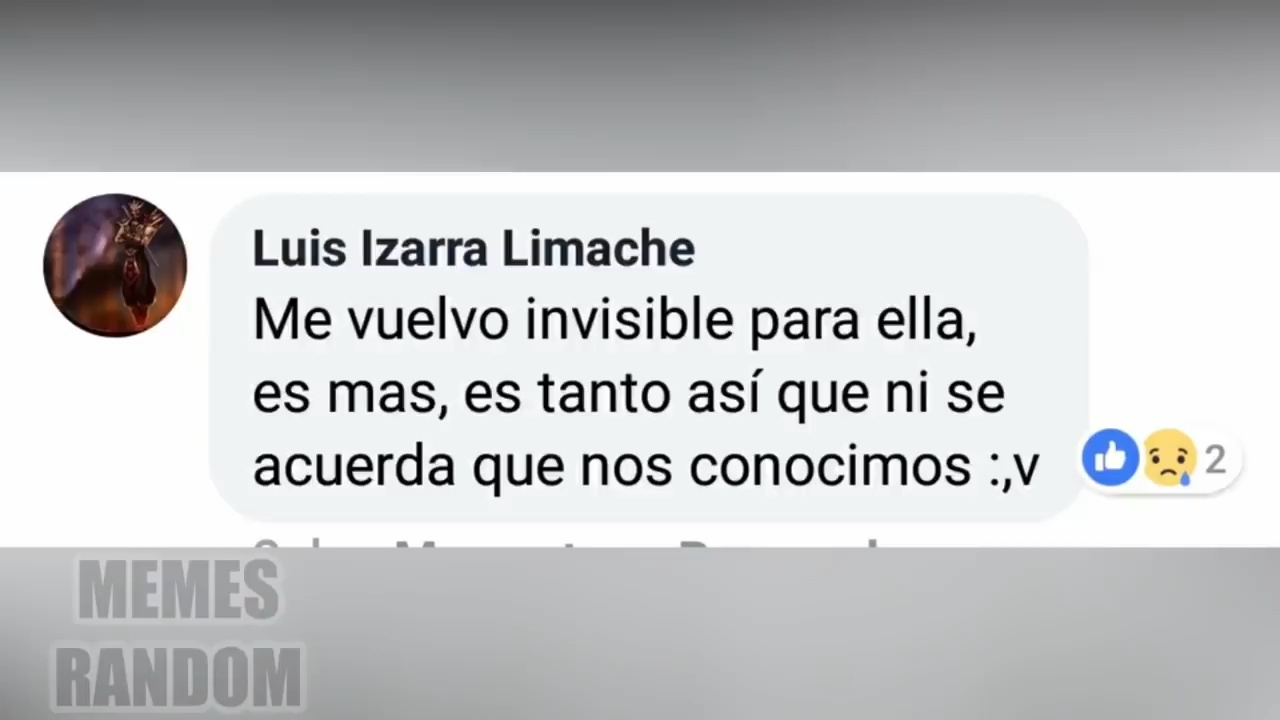 Luis Izarra Limache
Me vuelvo invisible para ella,
es mas, es tanto así que ni se
acuerda que nos conocimos :,v
2
MEMES
RANDOM